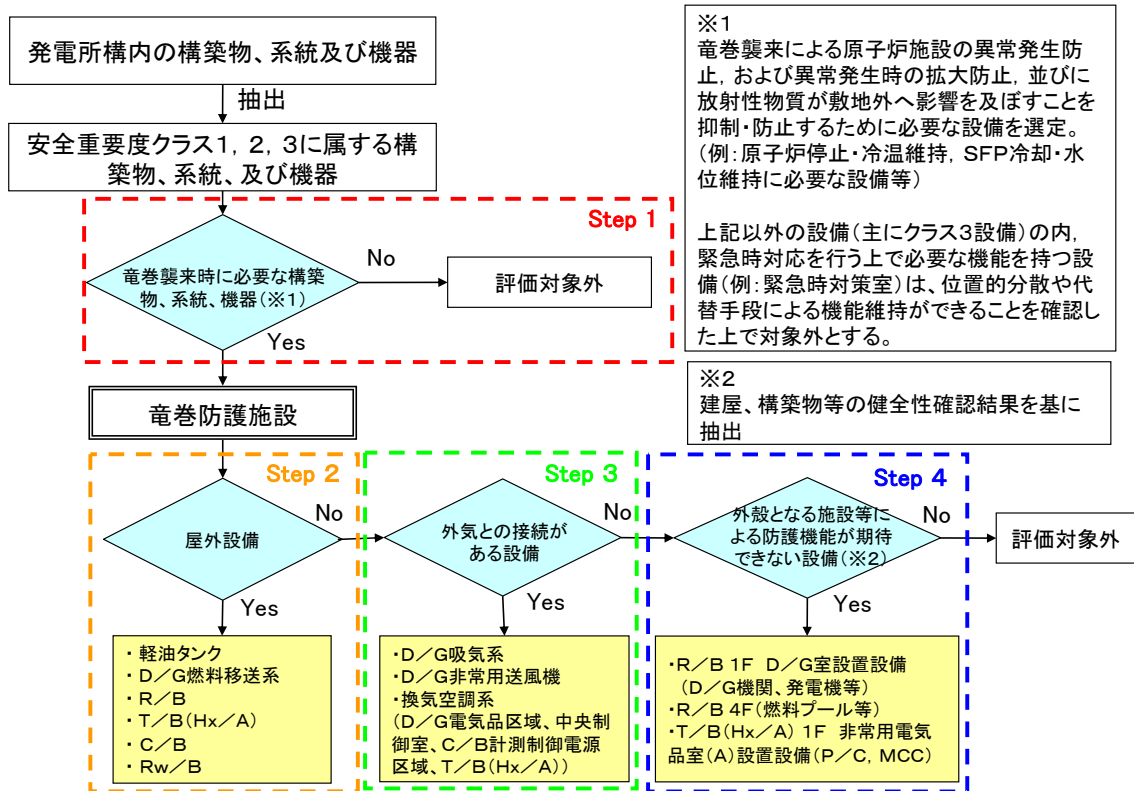 発電所構内の構築物、系統及び機器
抽出
安全重要度クラス1, 2, 3に属する構
築物、系統、及び機器
Step 1
竜巻襲来時に必要な構築
物、系統、機器(※1)
No
評価対象外
Yes
竜巻防護施設
※1
竜巻襲来による原子炉施設の異常発生防
止, および異常発生時の拡大防止, 並びに
放射性物質が敷地外へ影響を及ぼすことを
抑制・防止するために必要な設備を選定。
(例:原子炉停止・冷温維持, SFP冷却・水
位維持に必要な設備等)
上記以外の設備(主にクラス3設備)の内,
緊急時対応を行う上で必要な機能を持つ設
備(例:緊急時対策室)は、位置的分散や代
替手段による機能維持ができることを確認し
た上で対象外とする。
※2
建屋、構築物等の健全性確認結果を基に
抽出
Step 2
屋外設備
No
Yes
・軽油タンク
・D/G燃料移送系
・R/B
・T/B(Hx/A)
・C/B
・Rw/B
Step 3
外気との接続が
ある設備
No
Yes
・D/G吸気系
・D/G非常用送風機
・換気空調系
(D/G電気品区域、中央制
御室、C/B計測制御電源
区域、T/B(Hx/A))
Step 4
外殻となる施設等に
よる防護機能が期待
できない設備(※2)
No
評価対象外
Yes
・R/B 1F D/G室設置設備
(D/G機関、発電機等)
・R/B 4F(燃料プール等)
・T/B(Hx/A) 1F 非常用電気
品室(A)設置設備(P/C, MCC)